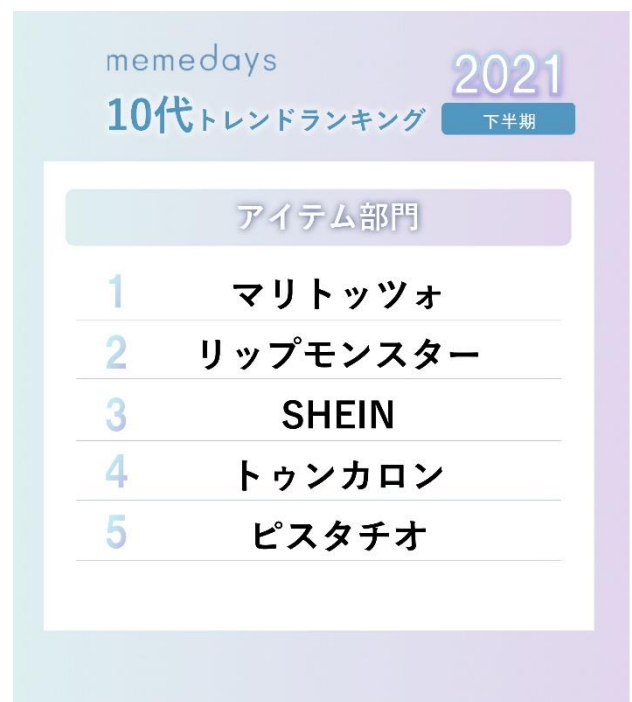 memedays
2021
10代トレンドランキング
下半期
アイテム部門
1 マリトッツォ
2 リップモンスター
3 SHEIN
4 トゥンカロン
5 ピスタチオ